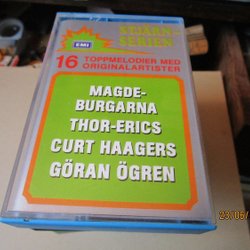 STJÄRN-
SERIEN
EMI
16 TOPPMELODIER MED
ORIGINALARTISTER
MAGDE-
BURGARNA
THOR-ERICS
CURT HAAGERS
GÖRAN ÖGREN